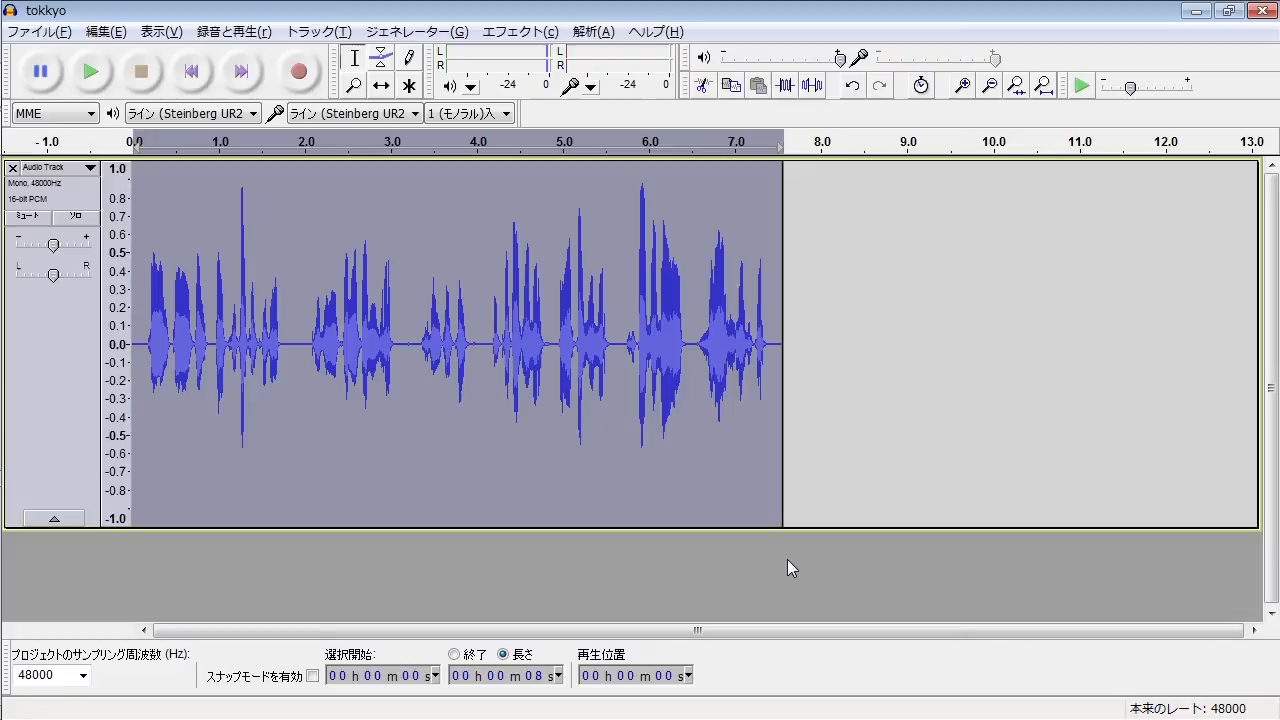 tokkyo
ファイル(F) 編集(E) 表示(V) 録音と再生(r) トラック(T) ジェネレーター(G) エフェクト(c) 解析(A) ヘルプ(H)
L
R
-24 0
L
R
-24 0
MME ライン (Steinberg UR2 ライン (Steinberg UR2 1 (モノラル)入
-1.0 0.0 1.0 2.0 3.0 4.0 5.0 6.0 7.0 8.0 9.0 10.0 11.0 12.0 13.0
Audio Track
Mono, 48000Hz
16-bit PCM
ミュート ソロ
- +
L R
1.0
0.8
0.7
0.6
0.5
0.4
0.3
0.2
0.1
0.0
-0.1
-0.2
-0.3
-0.4
-0.5
-0.6
-0.7
-0.8
-1.0
プロジェクトのサンプリング周波数 (Hz): 選択開始: 終了 長さ 再生位置
48000 スナップモードを有効 00 h 00 m 00 s 00 h 00 m 08 s 00 h 00 m 00 s
本来のレート: 48000